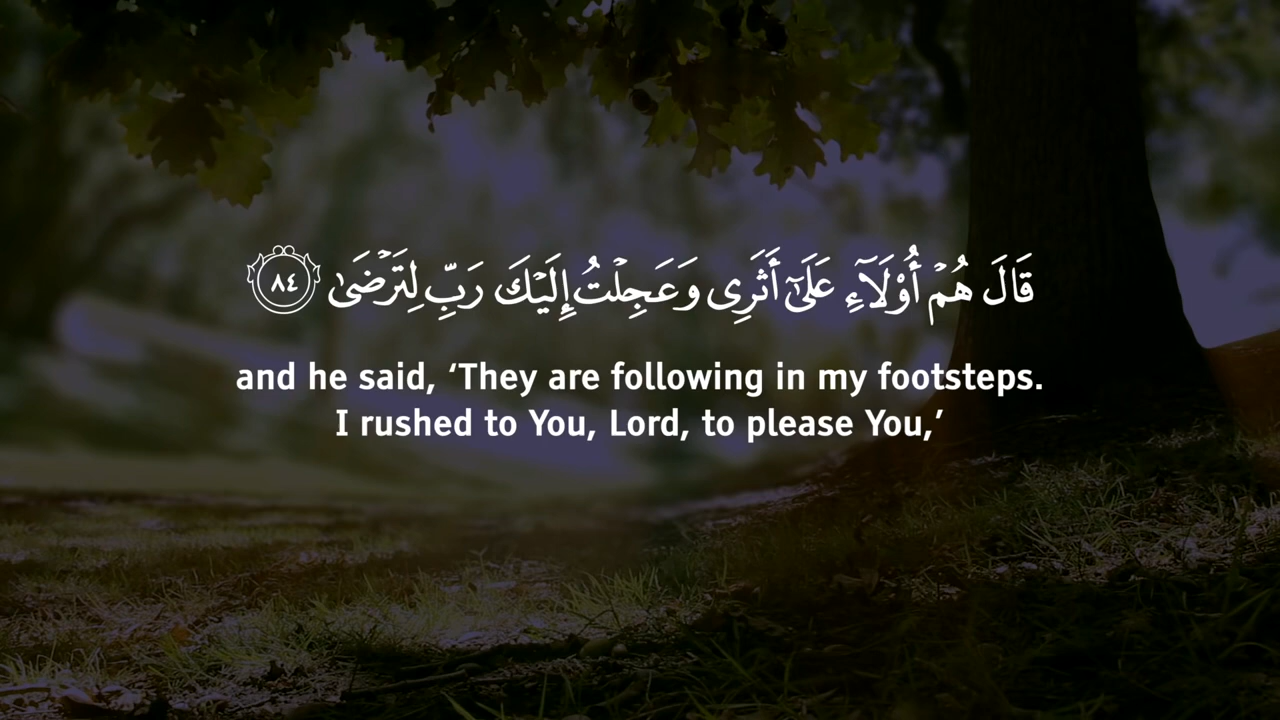 قَالَ هُمْ أُوْلَآءِ عَلَىٰٓ أَثَرِى وَعَجِلْتُ إِلَيْكَ رَبِّ لِتَرْضَىٰ ٨٤
and he said, ‘They are following in my footsteps.
I rushed to You, Lord, to please You,’